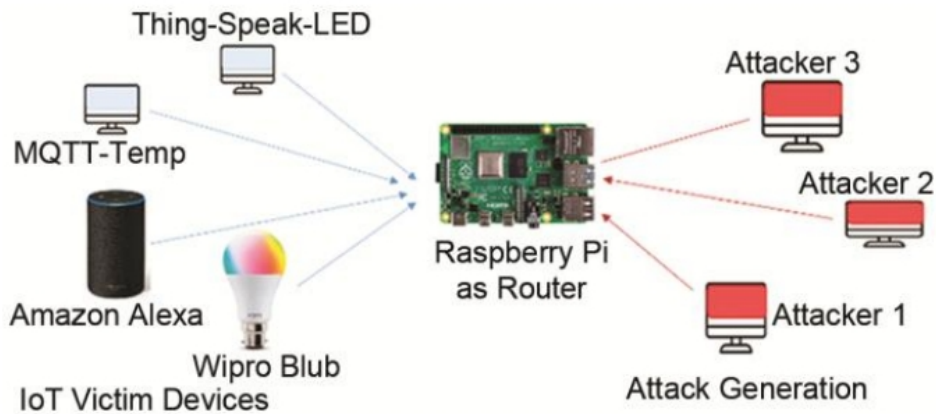 Thing-Speak-LED
MQTT-Temp
Amazon Alexa
Wipro Blub
IoT Victim Devices
Raspberry Pi
as Router
Attacker 3
Attacker 2
Attacker 1
Attack Generation